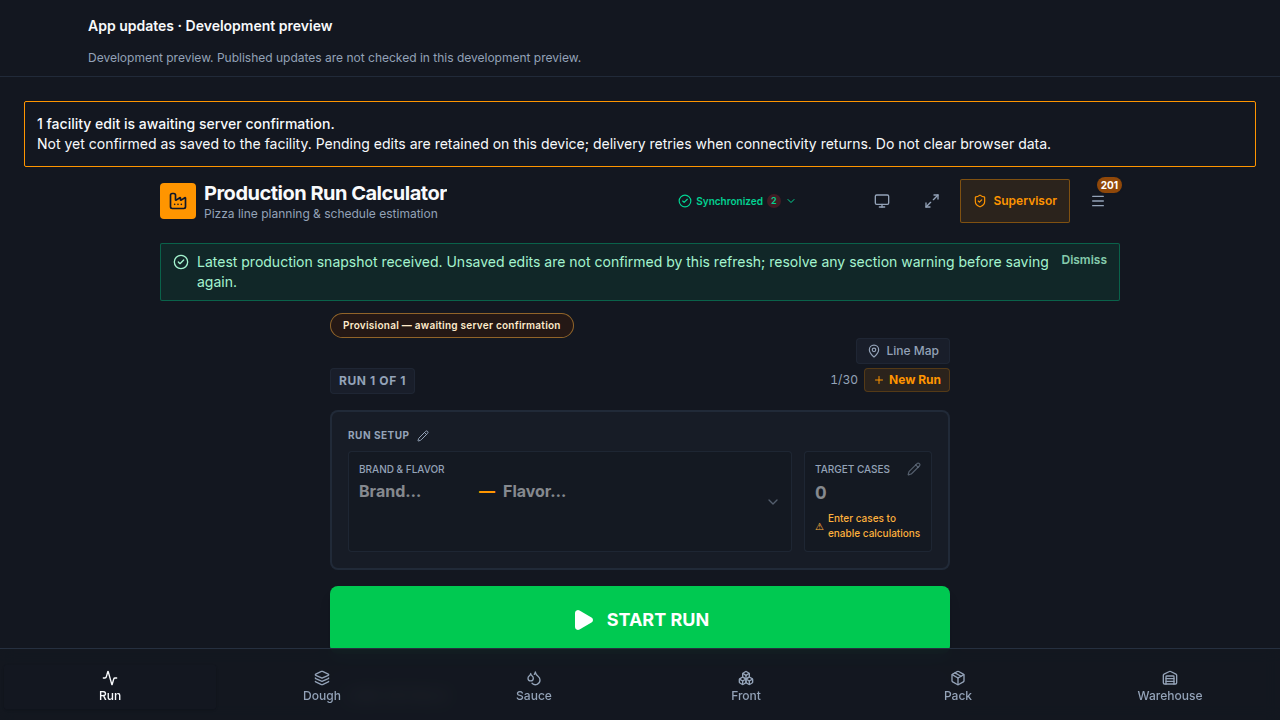 App updates · Development preview
Development preview. Published updates are not checked in this development preview.
1 facility edit is awaiting server confirmation.
Not yet confirmed as saved to the facility. Pending edits are retained on this device; delivery retries when connectivity returns. Do not clear browser data.
Production Run Calculator
Pizza line planning & schedule estimation
Synchronized 2
Supervisor
201
Latest production snapshot received. Unsaved edits are not confirmed by this refresh; resolve any section warning before saving
again.
Dismiss
Provisional — awaiting server confirmation
Line Map
RUN 1 OF 1
1/30
+ New Run
RUN SETUP
BRAND & FLAVOR
Brand... — Flavor...
TARGET CASES
0
⚠ Enter cases to
enable calculations
START RUN
Run
Dough
Sauce
Front
Pack
Warehouse